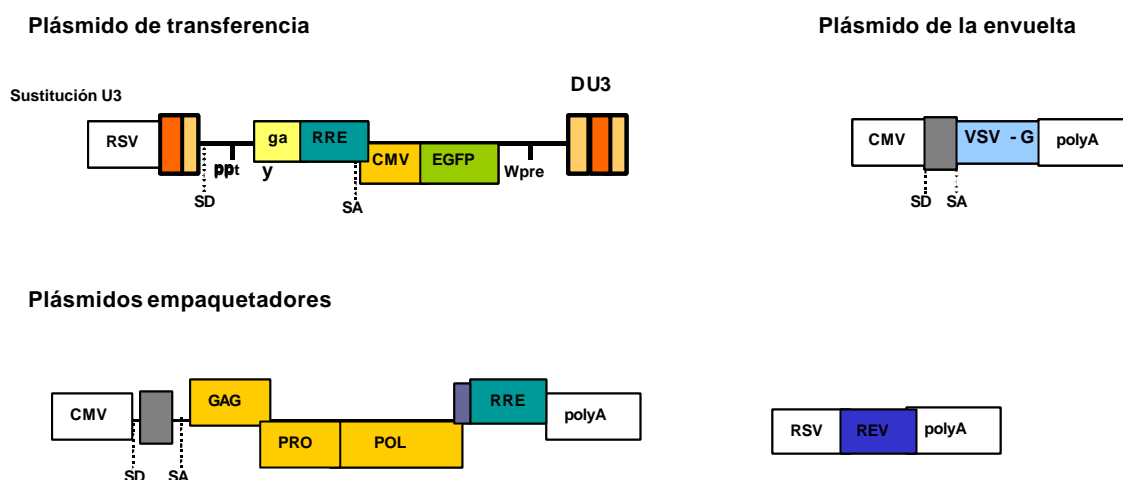 Plásmido de transferencia
Plásmido de la envuelta
DU3
Sustitución U3
RSV
ga
RRE
CMV
EGFP
Wpre
y
SD
SA
CMV
VSV - G
polyA
SD
SA
Plásmidos empaquetadores
CMV
GAG
PRO
POL
RRE
polyA
SD
SA
RSV
REV
polyA